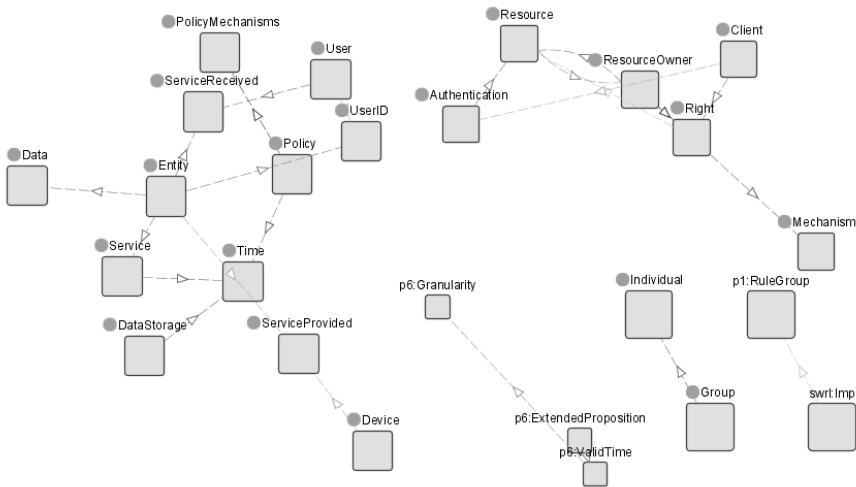 PolicyMechanisms
User
ServiceReceived
UserID
Data
Entity
Policy
Service
Time
DataStorage
ServiceProvided
Device
Resource
Client
ResourceOwner
Authentication
Right
Mechanism
p6:Granularity
Individual
p1:RuleGroup
p6:ExtendedProposition
Group
swrl:Imp
p6:ValidTime